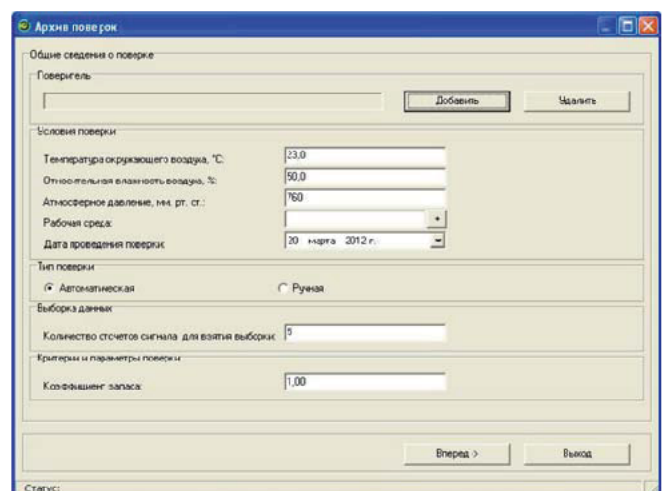 Архив поверок
Общие сведения о поверке
Поверитель
Добавить
Удалить
Условия поверки
Температура окружающего воздуха, °C:
23,0
Относительная влажность воздуха, %:
50,0
Атмосферное давление, мм. рт. ст.:
760
Рабочая среда:
+
Дата проведения поверки:
20 марта 2012 г.
Тип поверки
Автоматическая
Ручная
Выборка данных
Количество отсчетов сигнала для взятия выборки:
5
Критерии и параметры поверки
Коэффициент запаса:
1,00
Вперед >
Выход
Статус: